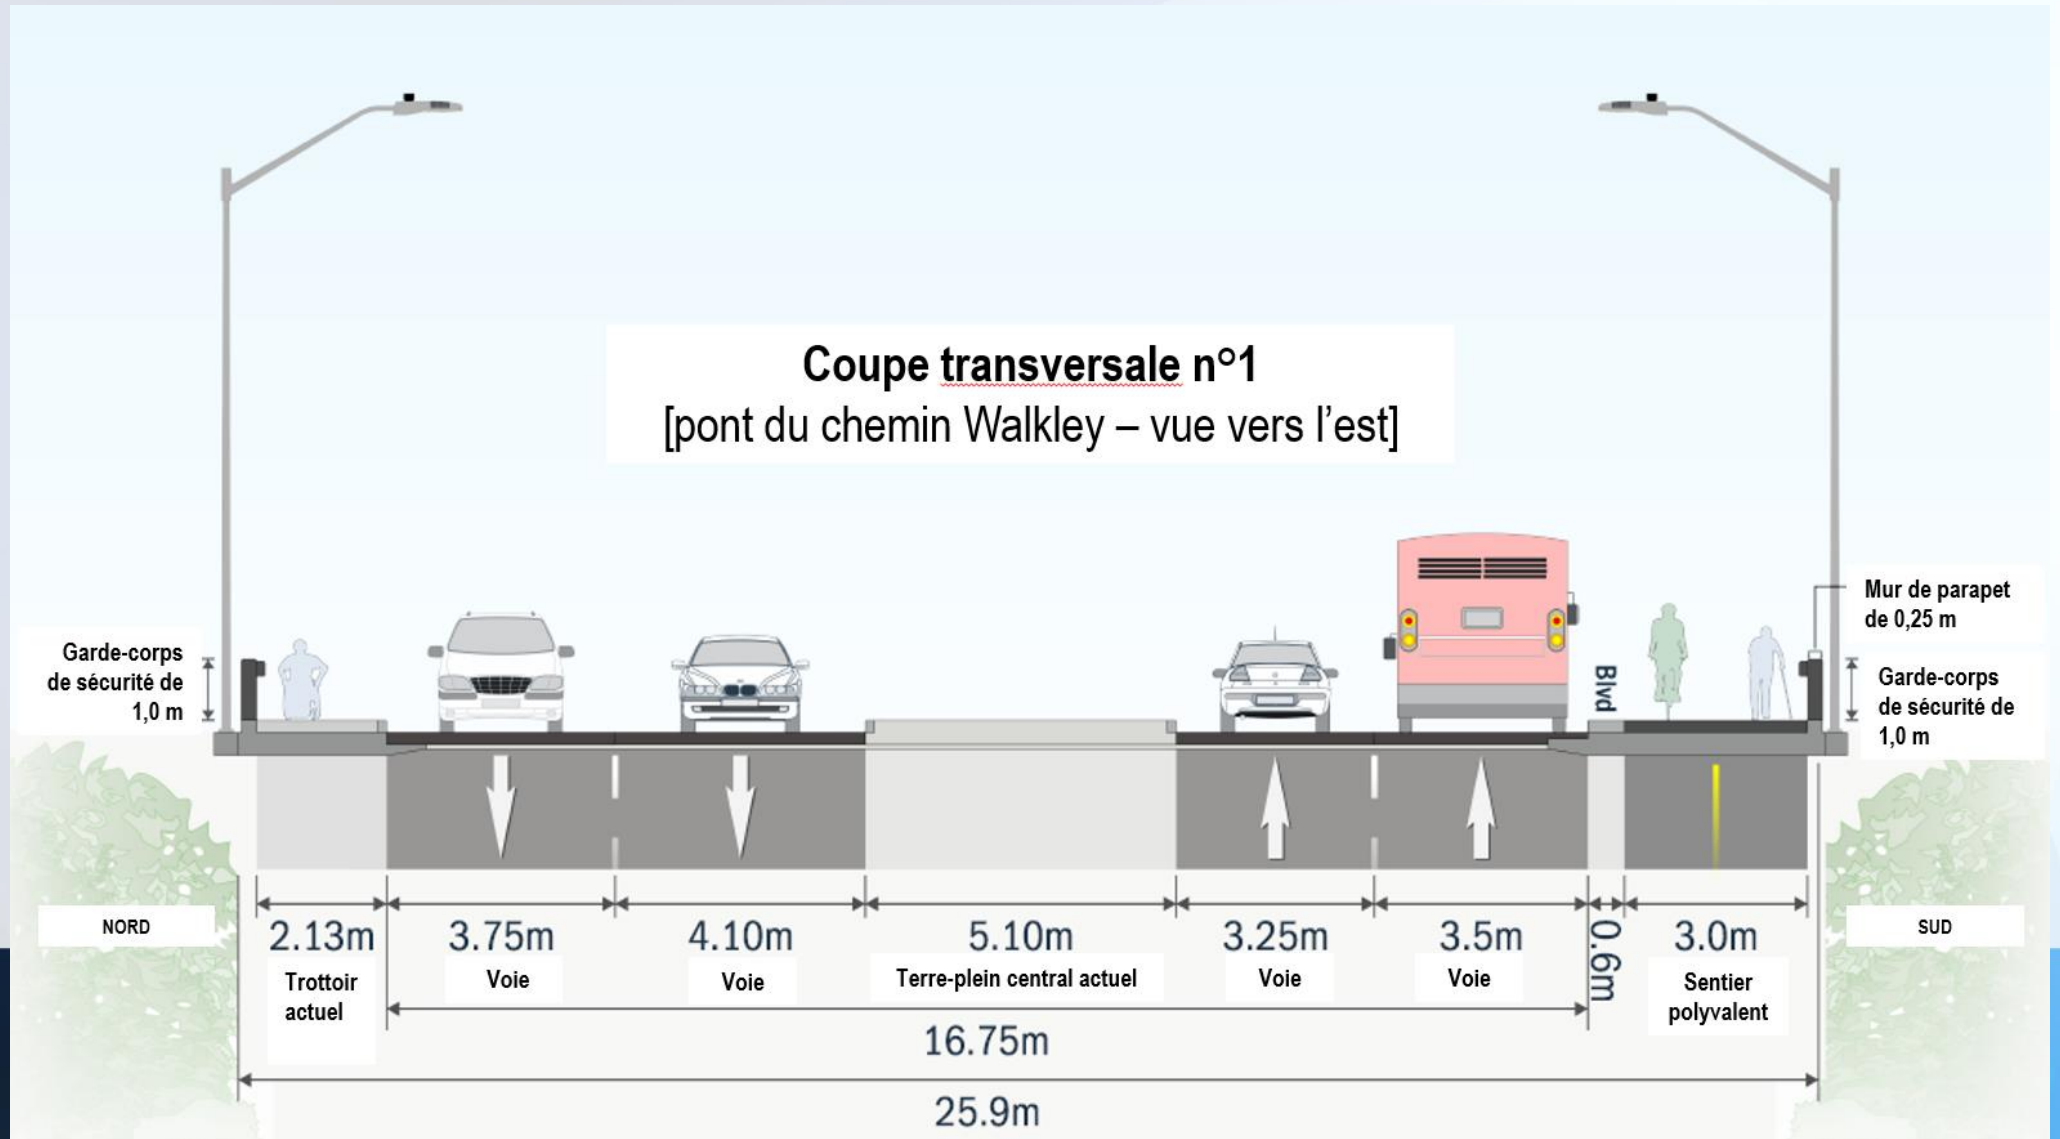 Coupe transversale n°1
[pont du chemin Walkley – vue vers l'est]
Garde-corps
de sécurité de
1,0 m
Mur de parapet
de 0,25 m
Garde-corps
de sécurité de
1,0 m
Blvd
NORD
SUD
2.13m
3.75m
4.10m
5.10m
3.25m
3.5m
0.6m
3.0m
Trottoir
actuel
Voie
Voie
Terre-plein central actuel
Voie
Voie
Sentier
polyvalent
16.75m
25.9m